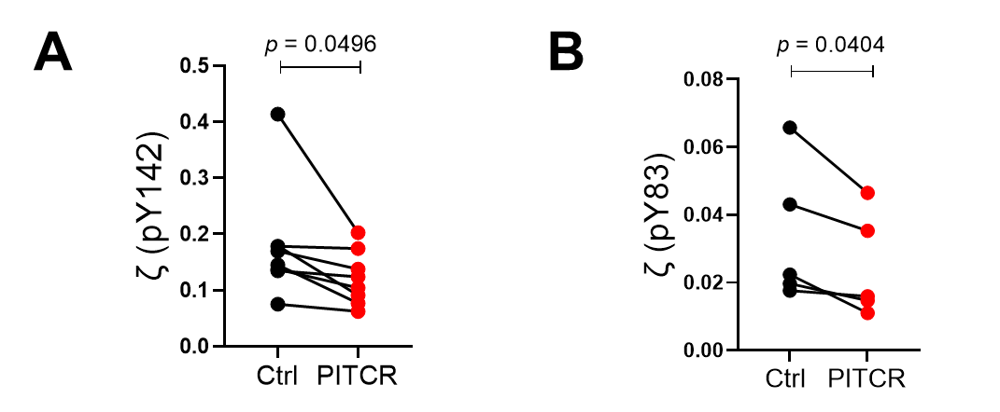 A
p = 0.0496
0.5
0.4
0.3
0.2
0.1
0.0
ζ (pY142)
Ctrl PITCR
B
p = 0.0404
0.08
0.06
0.04
0.02
0.00
ζ (pY83)
Ctrl PITCR